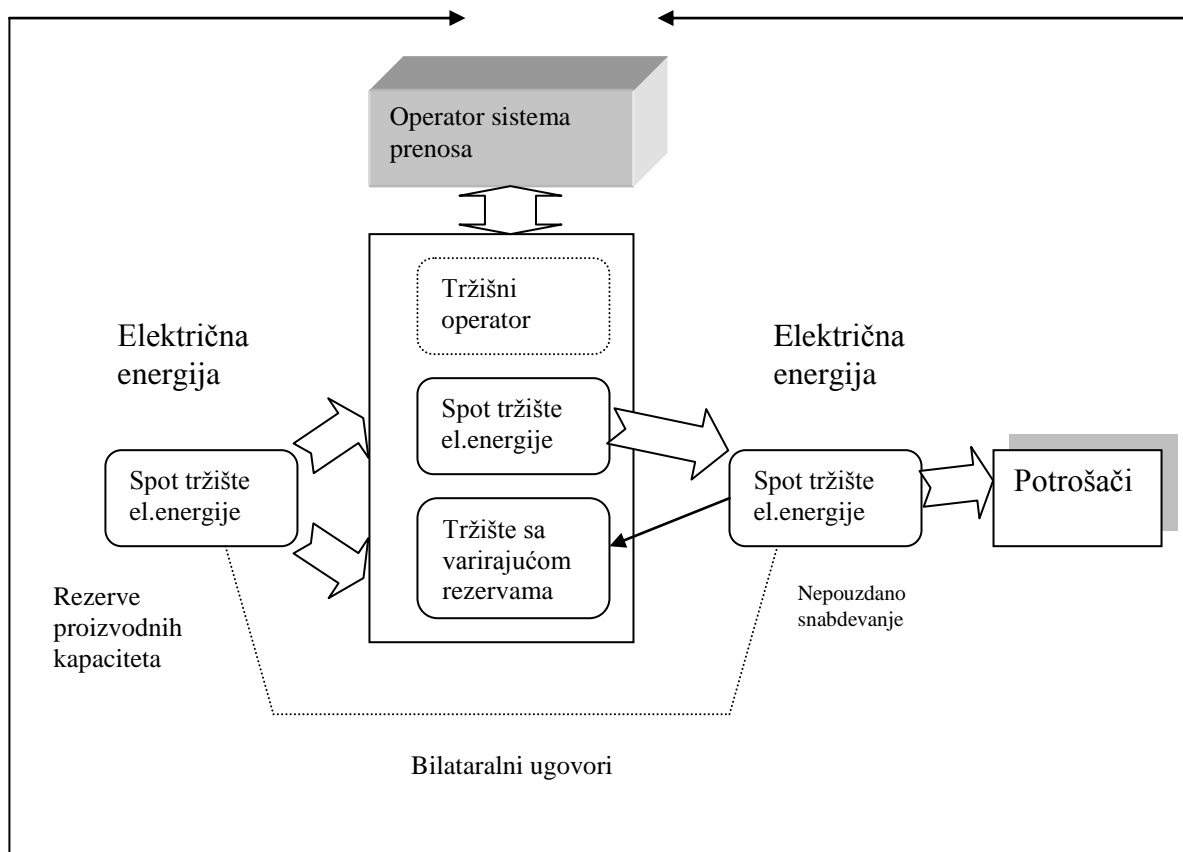 Operator sistema
prenosa
Tržišni
operator
Električna
energija
Električna
energija
Spot tržište
el.energije
Spot tržište
el.energije
Spot tržište
el.energije
Potrošači
Tržište sa
varirajućom
rezervama
Rezerve
proizvodnih
kapaciteta
Nepouzdano
snabdevanje
Bilataralni ugovori